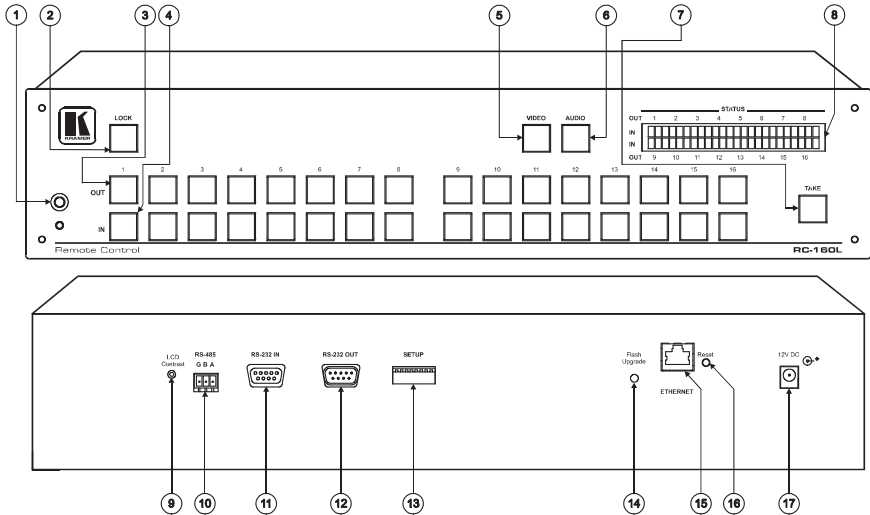 1 2 3 4 5 6 7 8
KRAMER
LOCK
VIDEO AUDIO
STATUS
OUT 1 2 3 4 5 6 7 8
IN
IN
OUT 9 10 11 12 13 14 15 16
1 2 3 4 5 6 7 8 9 10 11 12 13 14 15 16
OUT
TAKE
IN
Remote Control RC-160L
LCD Contrast
RS-485
G B A
RS-232 IN
RS-232 OUT
SETUP
Flash Upgrade
ETHERNET
Reset
12V DC
9 10 11 12 13 14 15 16 17